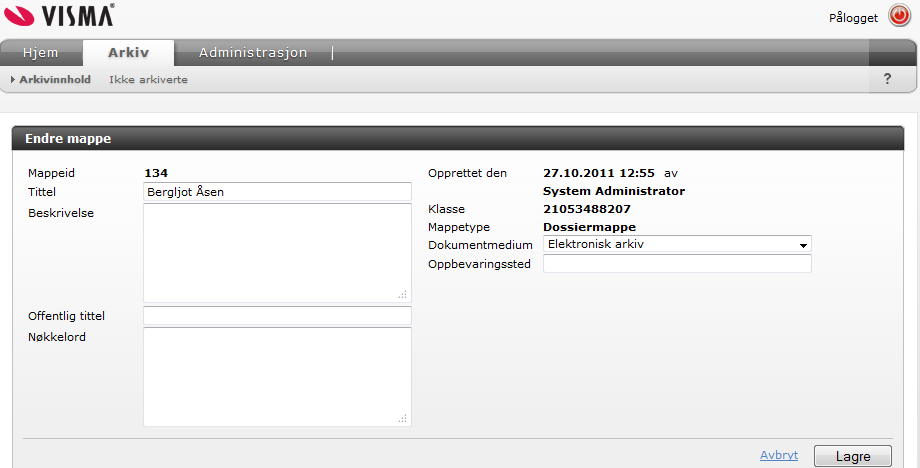 VISMA®
Pålogget
Hjem Arkiv Administrasjon |
Arkivinnhold Ikke arkiverte ?
Endre mappe
Mappeid 134
Tittel Bergljot Åsen
Beskrivelse
Offentlig tittel
Nøkkelord
Opprettet den 27.10.2011 12:55 av
System Administrator
Klasse 21053488207
Mappetype Dossiermappe
Dokumentmedium Elektronisk arkiv
Oppbevaringssted
Avbryt Lagre